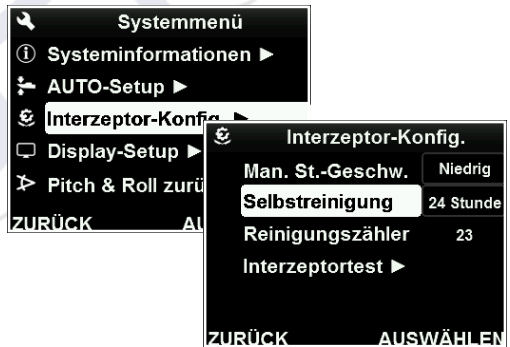 Systemmenü
Systeminformationen ►
AUTO-Setup ►
Interzeptor-Konfig. ►
Display-Setup ►
Pitch & Roll zurü
ZURÜCK AU
Interzeptor-Konfig.
Man. St.-Geschw. Niedrig
Selbstreinigung 24 Stunde
Reinigungszähler 23
Interzeptortest ►
ZURÜCK AUSWÄHLEN